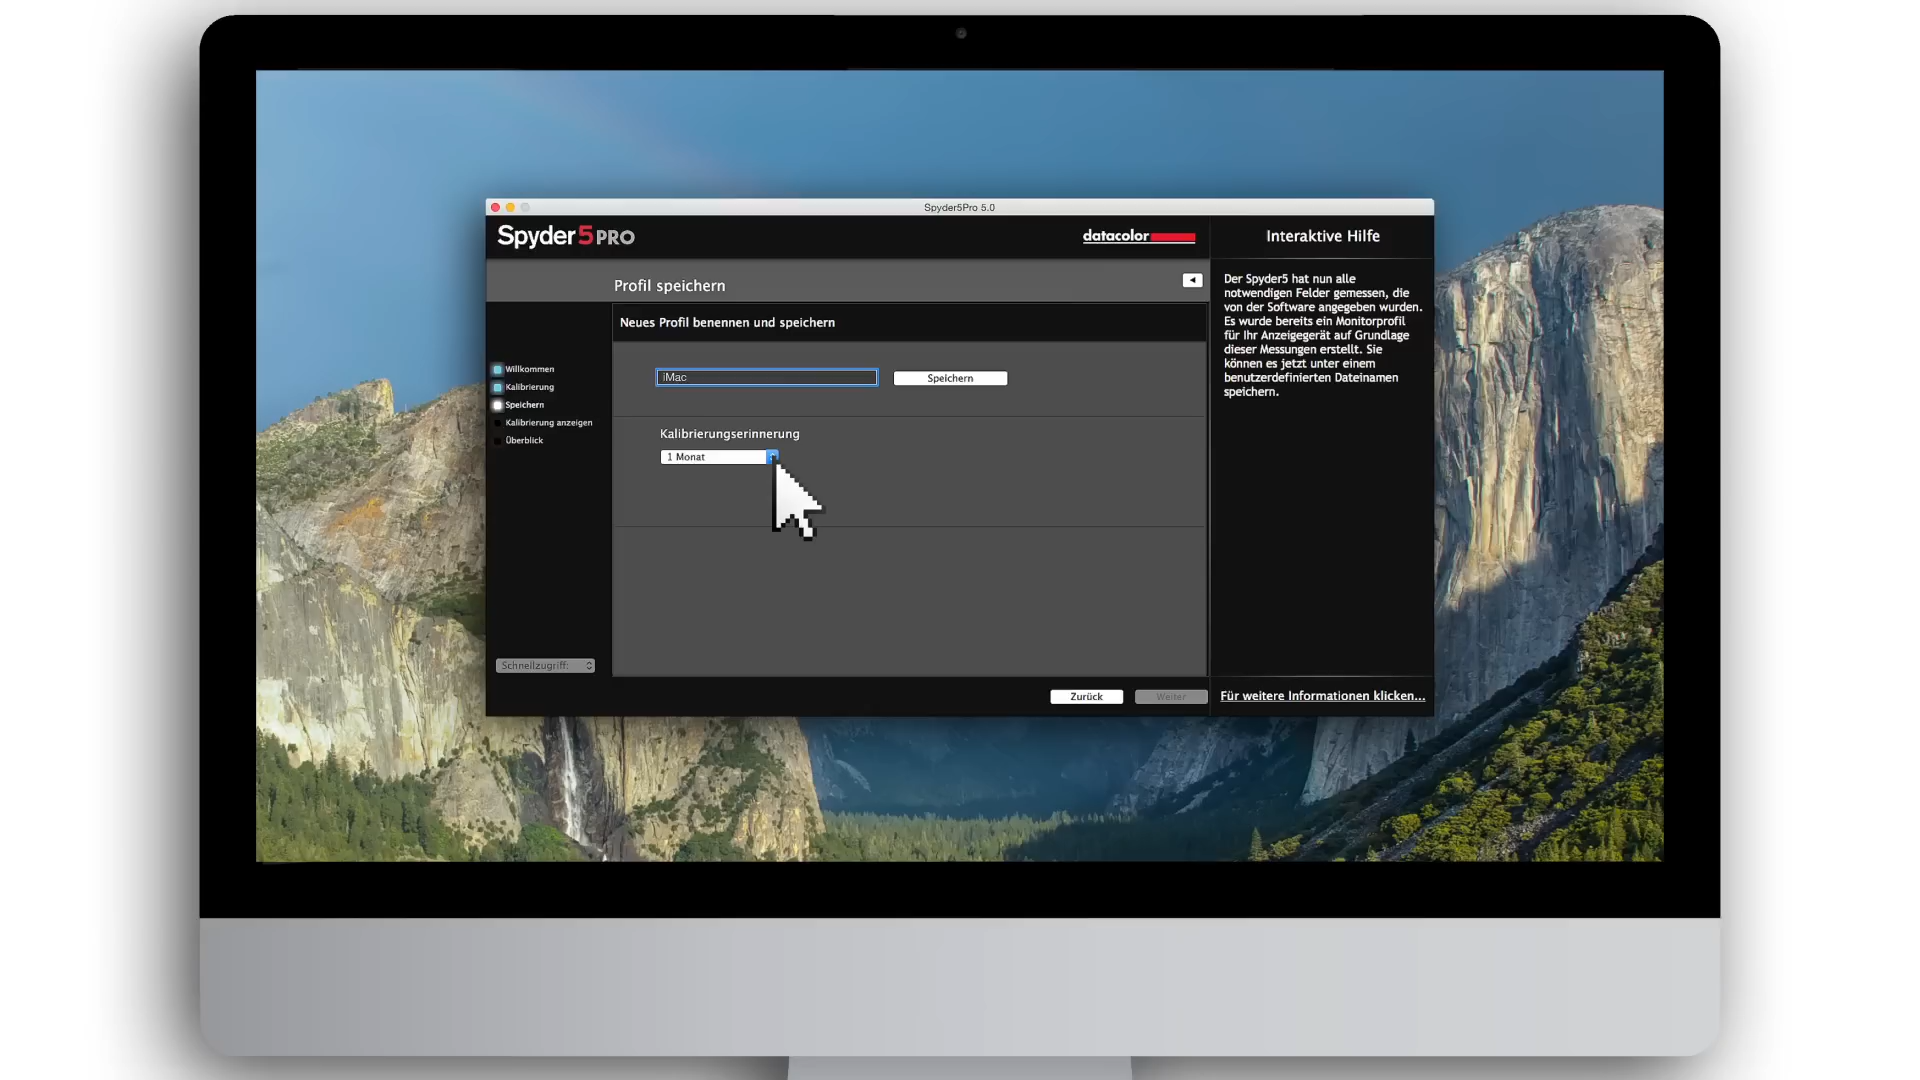 Spyder5Pro 5.0
Spyder5PRO
datacolor
Interaktive Hilfe
Profil speichern
Neues Profil benennen und speichern
Willkommen
Kalibrierung
Speichern
Kalibrierung anzeigen
Überblick
iMac
Speichern
Kalibrierungserinnerung
1 Monat
Der Spyder5 hat nun alle
notwendigen Felder gemessen, die
von der Software angegeben wurden.
Es wurde bereits ein Monitorprofil
für Ihr Anzeigegerät auf Grundlage
dieser Messungen erstellt. Sie
können es jetzt unter einem
benutzerdefinierten Dateinamen
speichern.
Schnellzugriff:
Zurück
Weiter
Für weitere Informationen klicken...